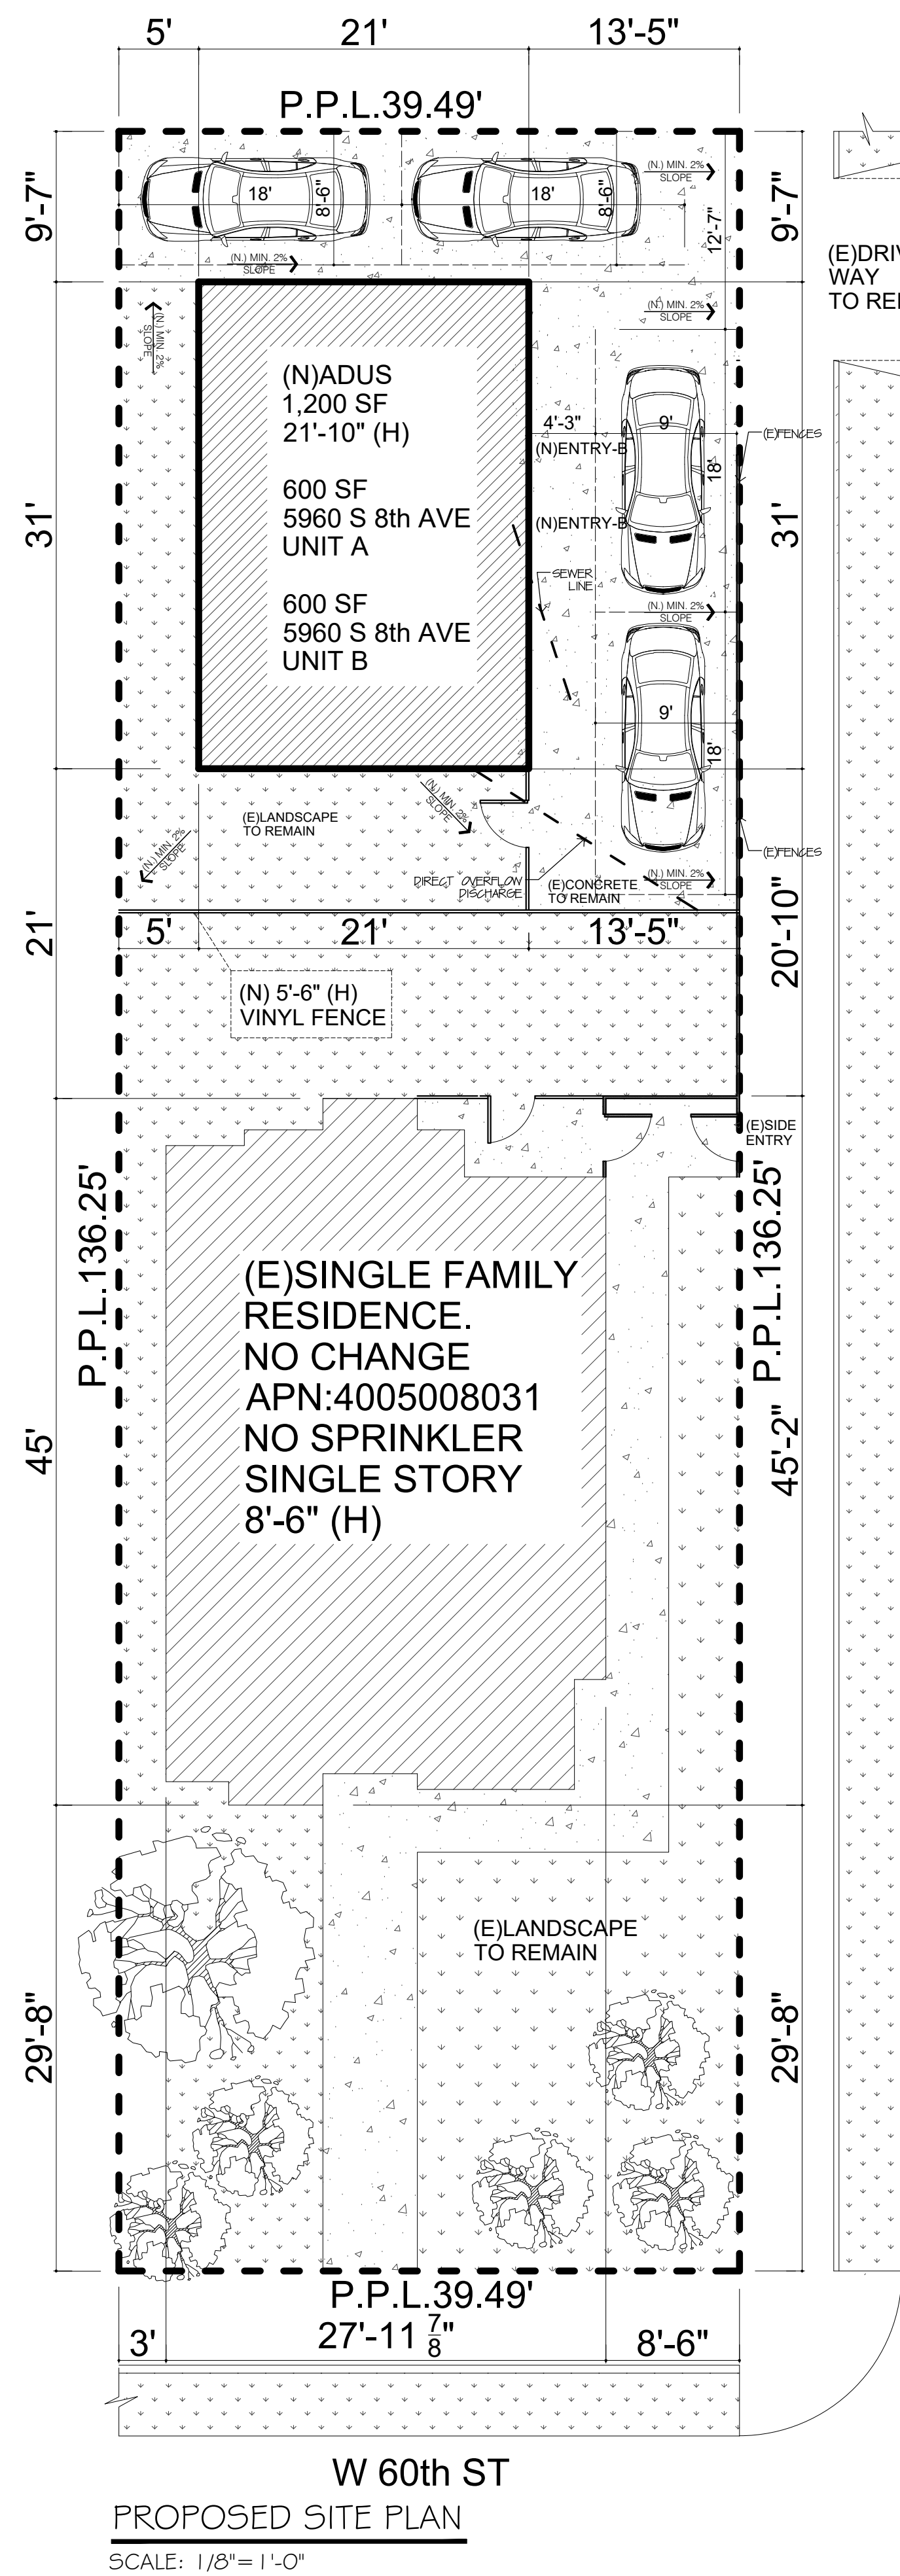 5' 21' 13'-5"
P.P.L.39.49'
9'-7"
18' 8'-6" 18' 8'-6"
(N.) MIN. 2%
SLOPE
12'-7"
9'-7"
(N.) MIN. 2%
SLOPE
(E)DRIV
WAY
TO REI
(N.) MIN. 2%
SLOPE
(N.) MIN. 2%
SLOPE
31'
(N)ADUS
1,200 SF
21'-10" (H)
600 SF
5960 S 8th AVE
UNIT A
600 SF
5960 S 8th AVE
UNIT B
4'-3"
9'
18'
(N)ENTRY-B
(N)ENTRY-B
(E)FENCES
31'
SEWER
LINE
(N.) MIN. 2%
SLOPE
9'
18'
(N.) MIN. 2%
SLOPE
(E)LANDSCAPE
TO REMAIN
(N.) MIN. 2%
SLOPE
DIRECT OVERFLOW
DISCHARGE
(E)CONCRETE
TO REMAIN
(N.) MIN. 2%
SLOPE
(E)FENCES
21'
5' 21' 13'-5"
20'-10"
(N) 5'-6" (H)
VINYL FENCE
(E)SIDE
ENTRY
P.P.L.136.25'
P.P.L.136.25'
(E)SINGLE FAMILY
RESIDENCE.
NO CHANGE
APN:4005008031
NO SPRINKLER
SINGLE STORY
8'-6" (H)
45'
45'-2"
(E)LANDSCAPE
TO REMAIN
29'-8"
29'-8"
P.P.L.39.49'
3' 27'-11 7/8" 8'-6"
W 60th ST
PROPOSED SITE PLAN
SCALE: 1/8"=1'-0"